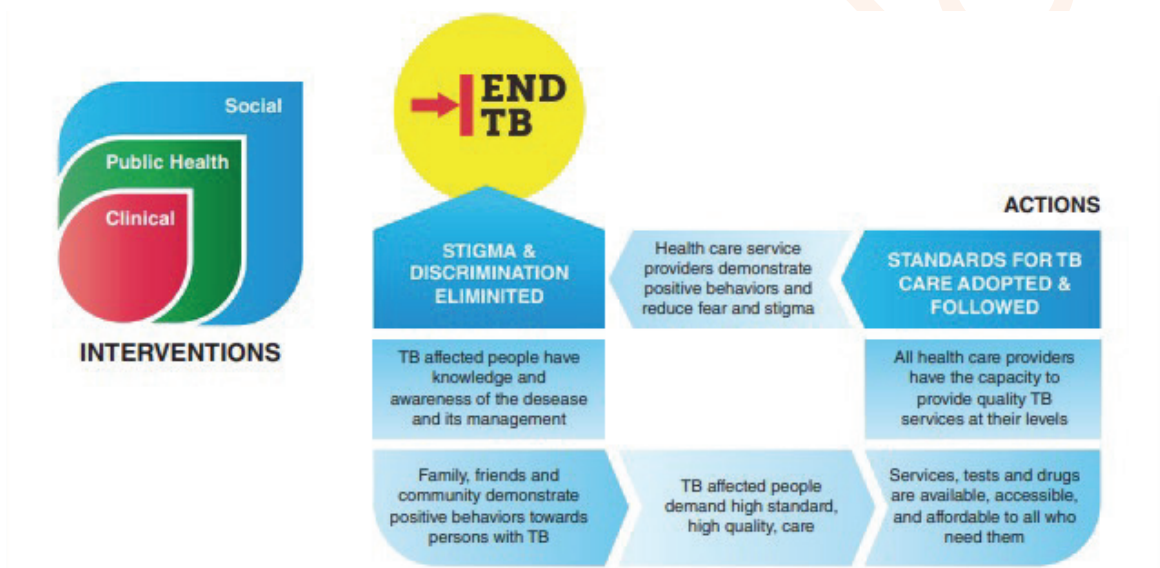 Social
Public Health
Clinical
INTERVENTIONS
END
TB
ACTIONS
STIGMA &
DISCRIMINATION
ELIMINITED
Health care service
providers demonstrate
positive behaviors and
reduce fear and stigma
STANDARDS FOR TB
CARE ADOPTED &
FOLLOWED
TB affected people have
knowledge and
awareness of the desease
and its management
All health care providers
have the capacity to
provide quality TB
services at their levels
Family, friends and
community demonstrate
positive behaviors towards
persons with TB
TB affected people
demand high standard,
high quality, care
Services, tests and drugs
are available, accessible,
and affordable to all who
need them